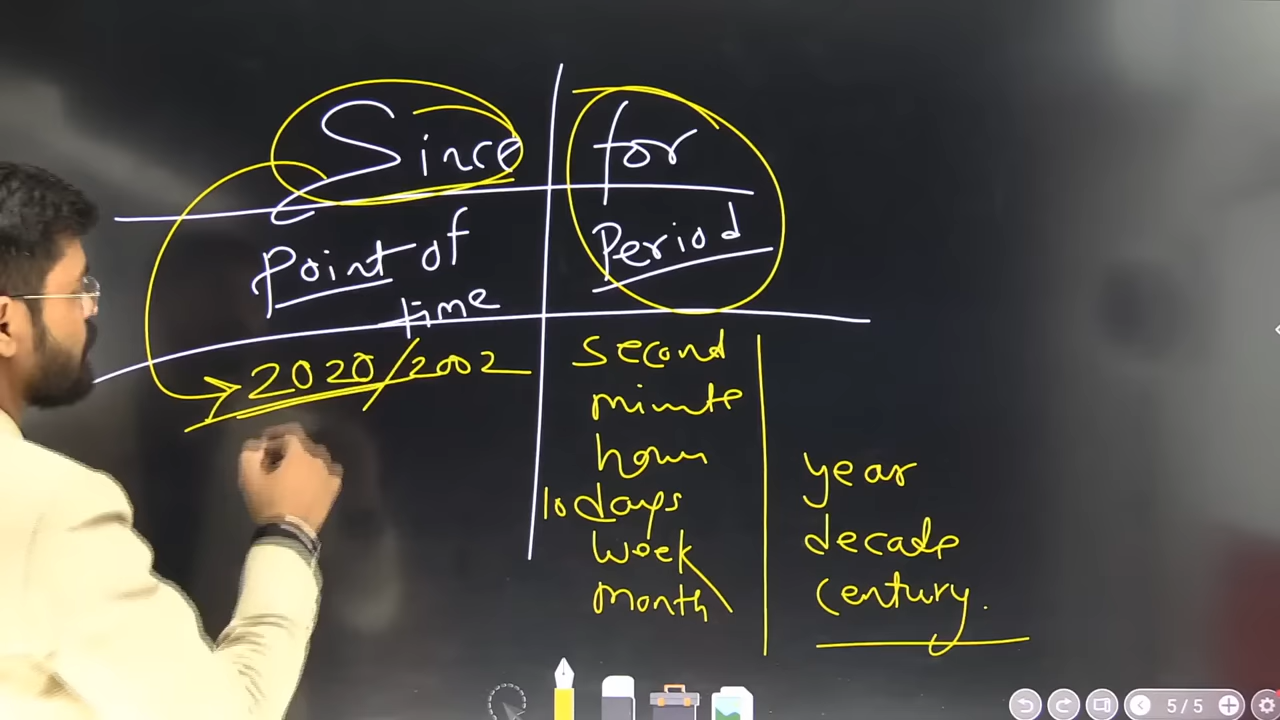 Since for
Point of Period
time
2020/2002
second
minute
hour
10 days
week
month
year
decade
century.
5/5